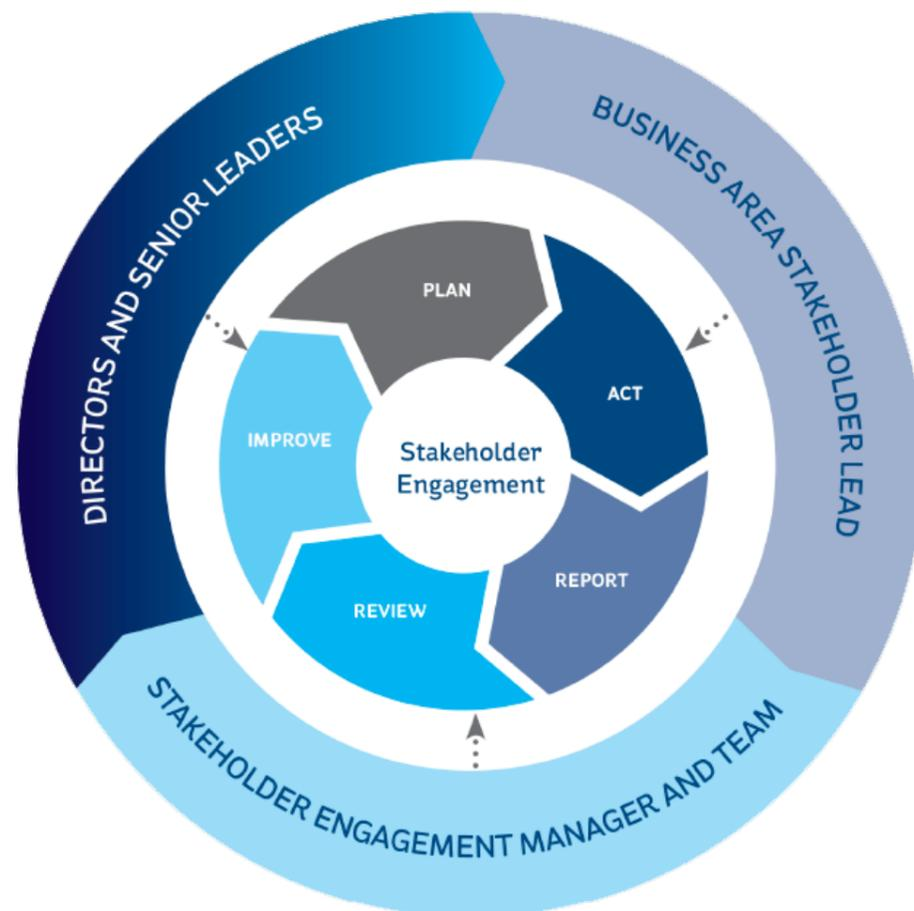 DIRECTORS AND SENIOR LEADERS
BUSINESS AREA STAKEHOLDER LEAD
STAKEHOLDER ENGAGEMENT MANAGER AND TEAM
PLAN
ACT
REPORT
REVIEW
IMPROVE
Stakeholder
Engagement